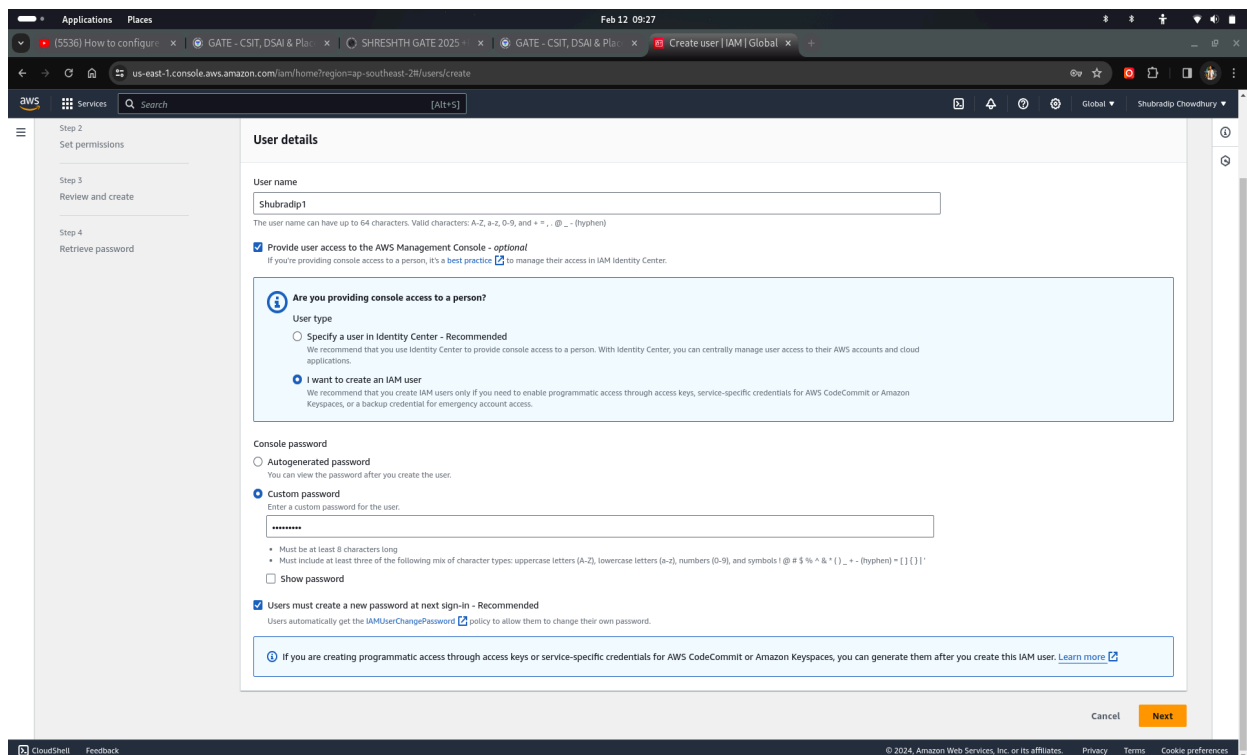 Applications Places
Feb 12 09:27
(5536) How to configure
GATE - CSIT, DSAI & Plac
SHRESHTH GATE 2025
GATE - CSIT, DSAI & Plac
Create user | IAM | Global
us-east-1.console.aws.amazon.com/iam/home?region=ap-southeast-2#/users/create
aws
Services
Search
[Alt+S]
Global
Shubradip Chowdhury
Step 2
Set permissions
Step 3
Review and create
Step 4
Retrieve password
User details
User name
Shubradip1
The user name can have up to 64 characters. Valid characters: A-Z, a-z, 0-9, and + = , . @ _ - (hyphen)
Provide user access to the AWS Management Console - optional
If you're providing console access to a person, it's a best practice to manage their access in IAM Identity Center.
Are you providing console access to a person?
User type
Specify a user in Identity Center - Recommended
We recommend that you use Identity Center to provide console access to a person. With Identity Center, you can centrally manage user access to their AWS accounts and cloud
applications.
I want to create an IAM user
We recommend that you create IAM users only if you need to enable programmatic access through access keys, service-specific credentials for AWS CodeCommit or Amazon
Keyspaces, or a backup credential for emergency account access.
Console password
Autogenerated password
You can view the password after you create the user.
Custom password
Enter a custom password for the user.
•••••••••
Must be at least 8 characters long
Must include at least three of the following mix of character types: uppercase letters (A-Z), lowercase letters (a-z), numbers (0-9), and symbols ! @ # $ % ^ & * ( ) _ + - (hyphen) = [ ] { } | '
Show password
Users must create a new password at next sign-in - Recommended
Users automatically get the IAMUserChangePassword policy to allow them to change their own password.
If you are creating programmatic access through access keys or service-specific credentials for AWS CodeCommit or Amazon Keyspaces, you can generate them after you create this IAM user. Learn more
Cancel
Next
CloudShell Feedback
© 2024, Amazon Web Services, Inc. or its affiliates. Privacy Terms Cookie preferences